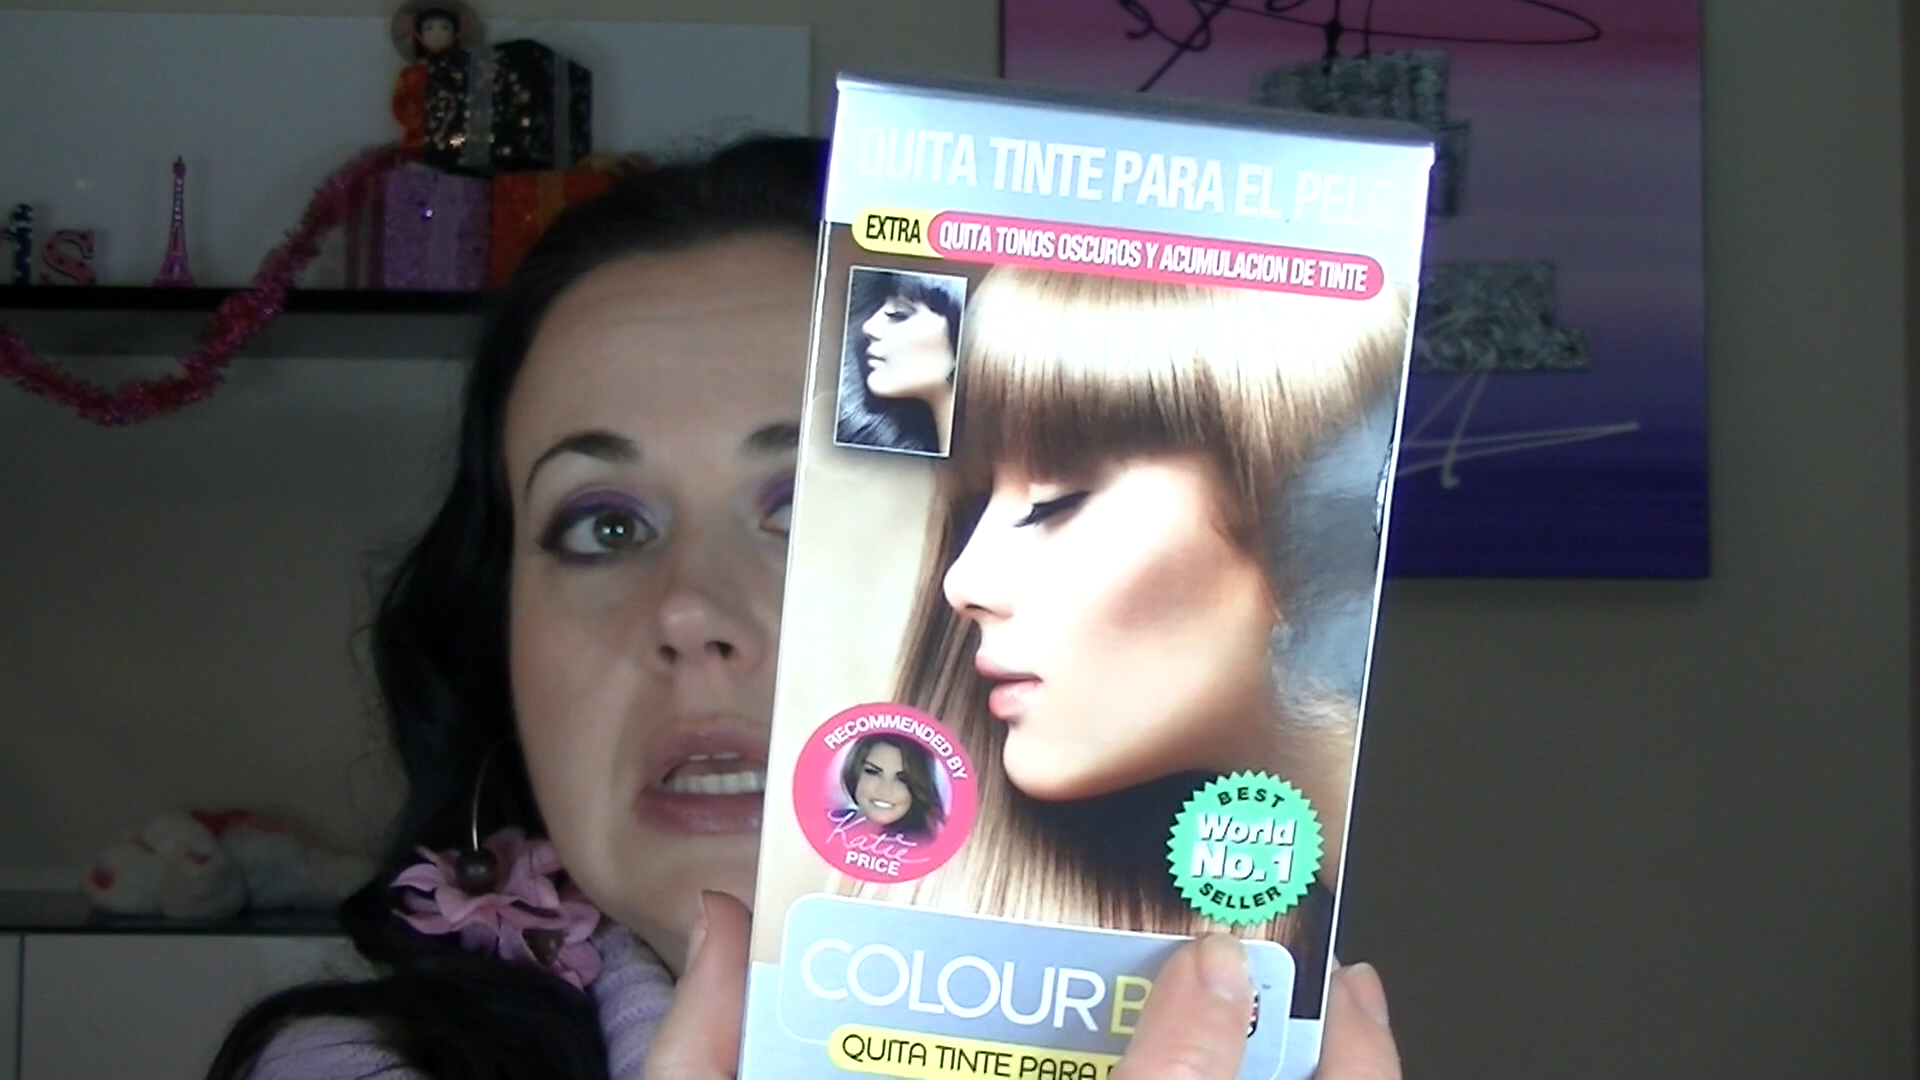 QUITA TINTE PARA EL PELO
EXTRA QUITA TONOS OSCUROS Y ACUMULACION DE TINTE
RECOMMENDED BY
Katie
PRICE
BEST
World
No.1
SELLER
COLOUR B
QUITA TINTE PARA